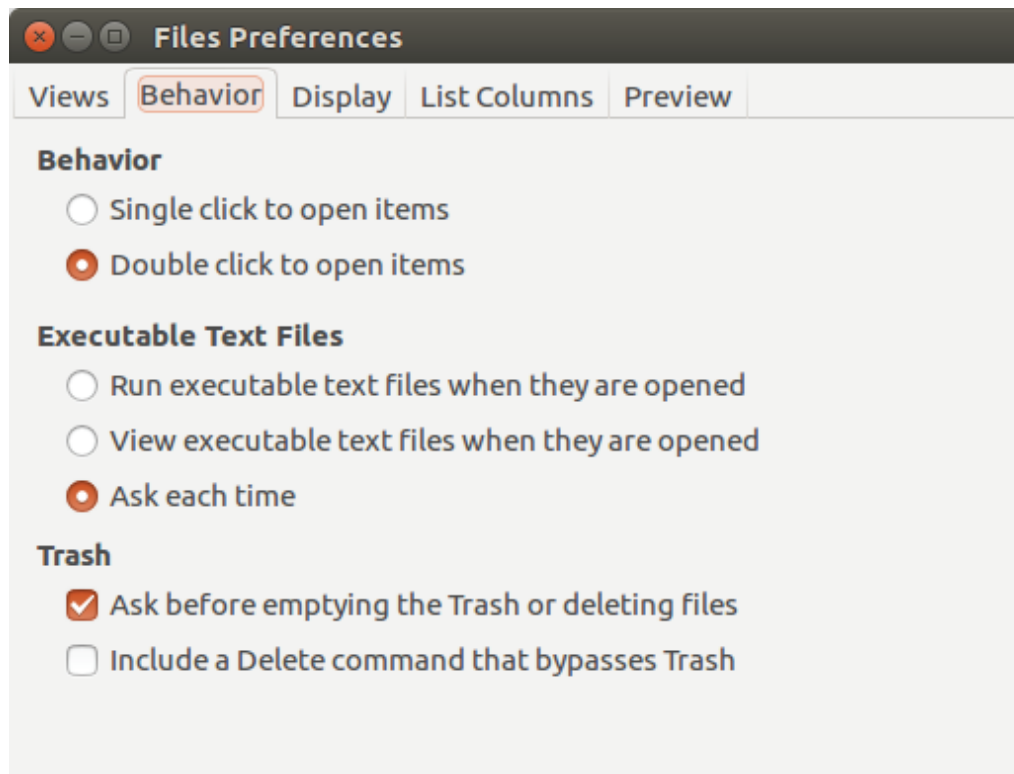 Files Preferences
Views Behavior Display List Columns Preview
Behavior
Single click to open items
Double click to open items
Executable Text Files
Run executable text files when they are opened
View executable text files when they are opened
Ask each time
Trash
Ask before emptying the Trash or deleting files
Include a Delete command that bypasses Trash